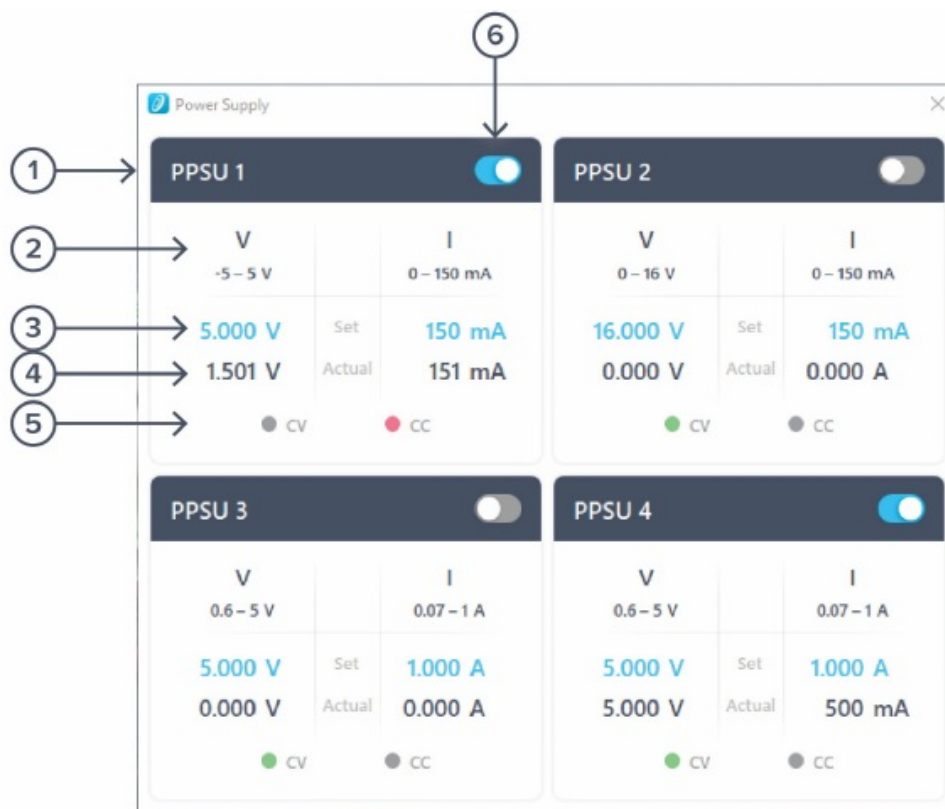 6
Power Supply
1
PPSU 1
PPSU 2
2
V I
V I
-5 – 5 V 0 – 150 mA
0 – 16 V 0 – 150 mA
3
5.000 V Set 150 mA
16.000 V Set 150 mA
4
1.501 V Actual 151 mA
0.000 V Actual 0.000 A
5
CV CC
CV CC
PPSU 3
PPSU 4
V I
V I
0.6 – 5 V 0.07 – 1 A
0.6 – 5 V 0.07 – 1 A
5.000 V Set 1.000 A
5.000 V Set 1.000 A
0.000 V Actual 0.000 A
5.000 V Actual 500 mA
CV CC
CV CC